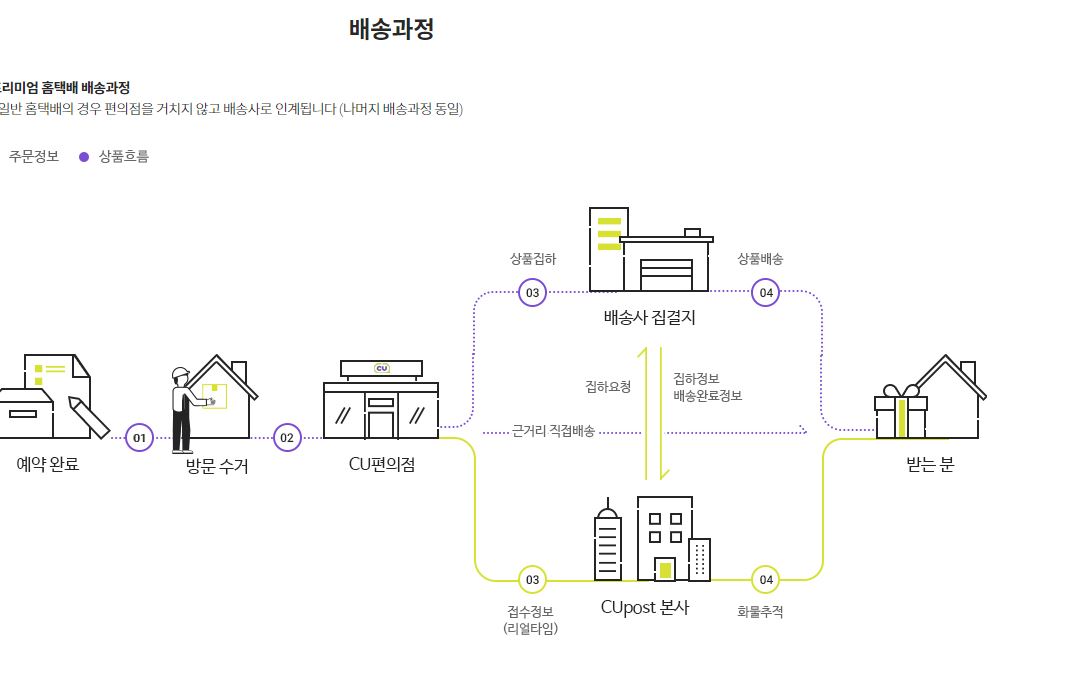 배송과정
프리미엄 홈택배 배송과정
일반 홈택배의 경우 편의점을 거치지 않고 배송사로 인계됩니다 (나머지 배송과정 동일)
주문정보 상품흐름
상품집하 상품배송
03 04
배송사 집결지
CU
집하요청
집하정보
배송완료정보
근거리 직접배송
01 02
예약 완료 방문 수거 CU편의점 받는 분
03 04
접수정보
(리얼타임)
CUpost 본사
화물추적